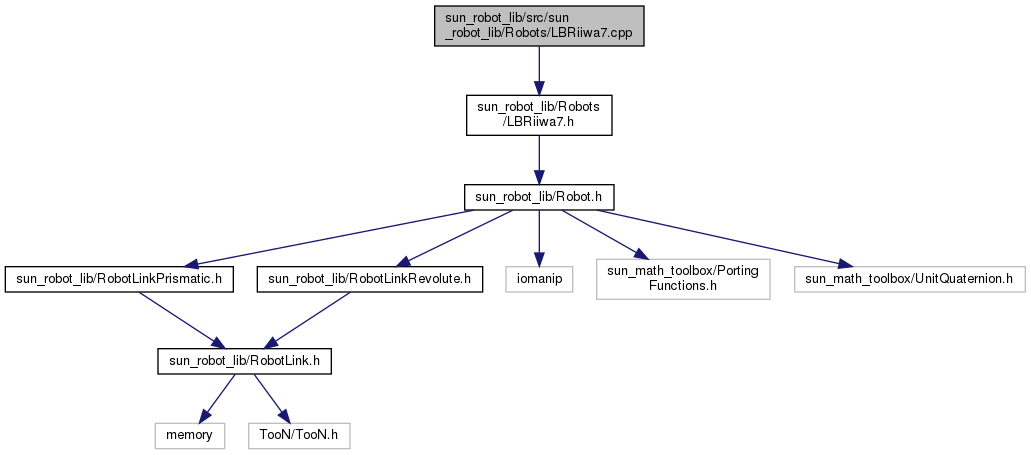 sun_robot_lib/src/sun
_robot_lib/Robots/LBRiiwa7.cpp
sun_robot_lib/Robots
/LBRiiwa7.h
sun_robot_lib/Robot.h
sun_robot_lib/RobotLinkPrismatic.h
sun_robot_lib/RobotLinkRevolute.h
iomanip
sun_math_toolbox/Porting
Functions.h
sun_math_toolbox/UnitQuaternion.h
sun_robot_lib/RobotLink.h
memory
TooN/TooN.h